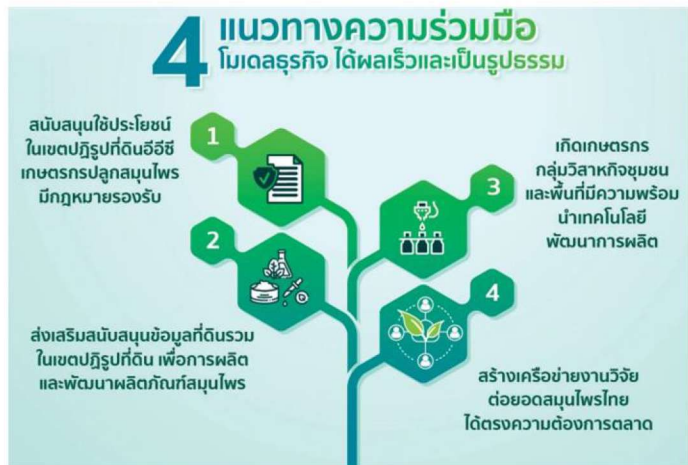 4 แนวทางความร่วมมือ
โมเดลธุรกิจ ได้ผลเร็วและเป็นรูปธรรม
1
สนับสนุนใช้ประโยชน์
ในเขตปฏิรูปที่ดินอีอีซี
เกษตรกรปลูกสมุนไพร
มีกฎหมายรองรับ
2
ส่งเสริมสนับสนุนข้อมูลที่ดินรวม
ในเขตปฏิรูปที่ดิน เพื่อการผลิต
และพัฒนาผลิตภัณฑ์สมุนไพร
3
เกิดเกษตรกร
กลุ่มวิสาหกิจชุมชน
และพื้นที่มีความพร้อม
นำเทคโนโลยี
พัฒนาการผลิต
4
สร้างเครือข่ายงานวิจัย
ต่อยอดสมุนไพรไทย
ได้ตรงความต้องการตลาด